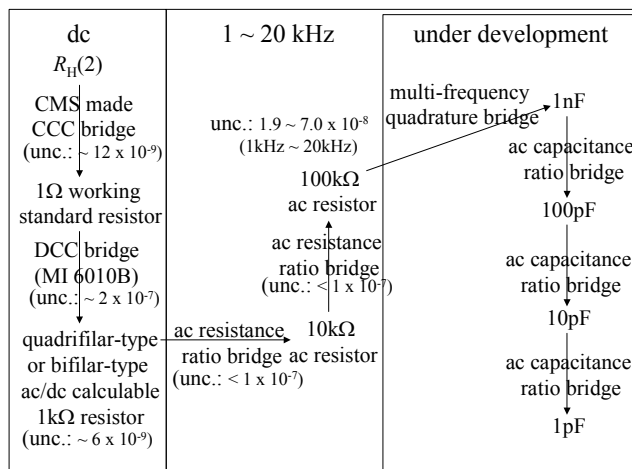 dc
R_H(2)
CMS made
CCC bridge
(unc.: ~ 12 x 10⁻⁹)
1Ω working
standard resistor
DCC bridge
(MI 6010B)
(unc.: ~ 2 x 10⁻⁷)
quadrifilar-type
or bifilar-type
ac/dc calculable
1kΩ resistor
(unc.: ~ 6 x 10⁻⁹)
1 ~ 20 kHz
unc.: 1.9 ~ 7.0 x 10⁻⁸
(1kHz ~ 20kHz)
100kΩ
ac resistor
ac resistance
ratio bridge
(unc.: < 1 x 10⁻⁷)
10kΩ
ac resistor
ac resistance
ratio bridge
(unc.: < 1 x 10⁻⁷)
under development
multi-frequency
quadrature bridge
1nF
ac capacitance
ratio bridge
100pF
ac capacitance
ratio bridge
10pF
ac capacitance
ratio bridge
1pF